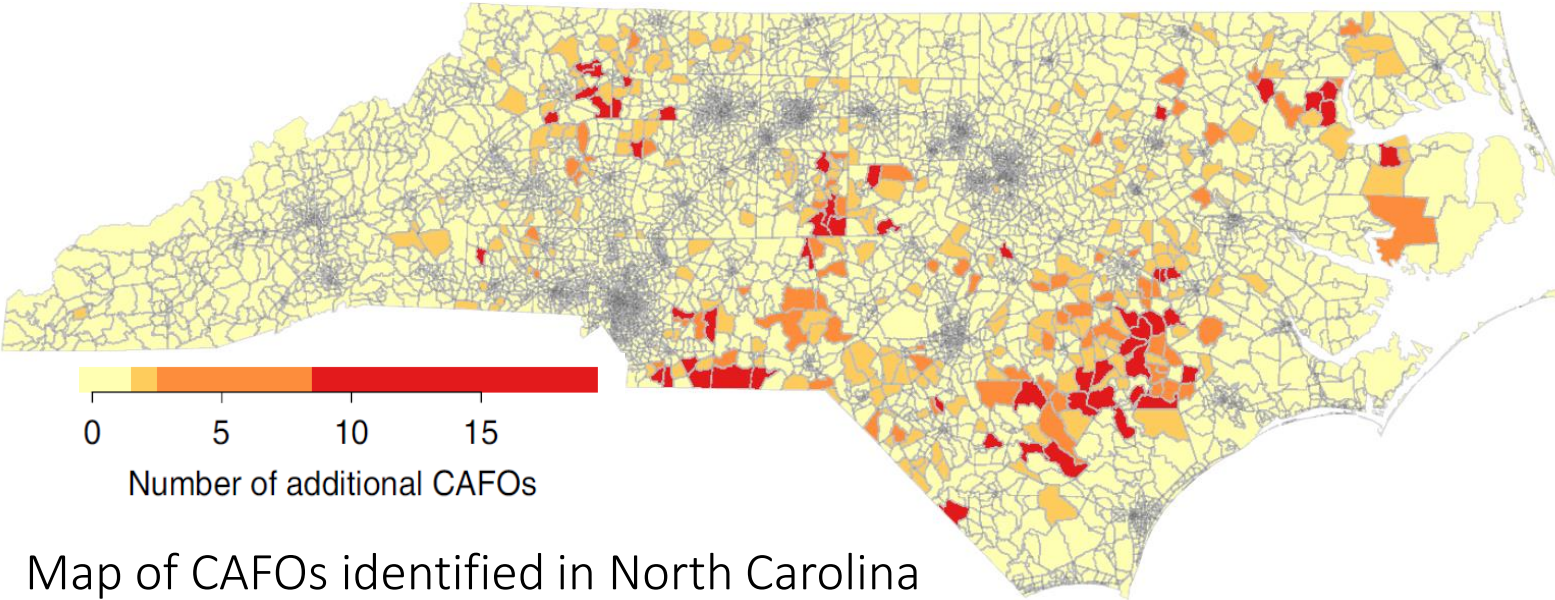 0 5 10 15
Number of additional CAFOs
Map of CAFOs identified in North Carolina